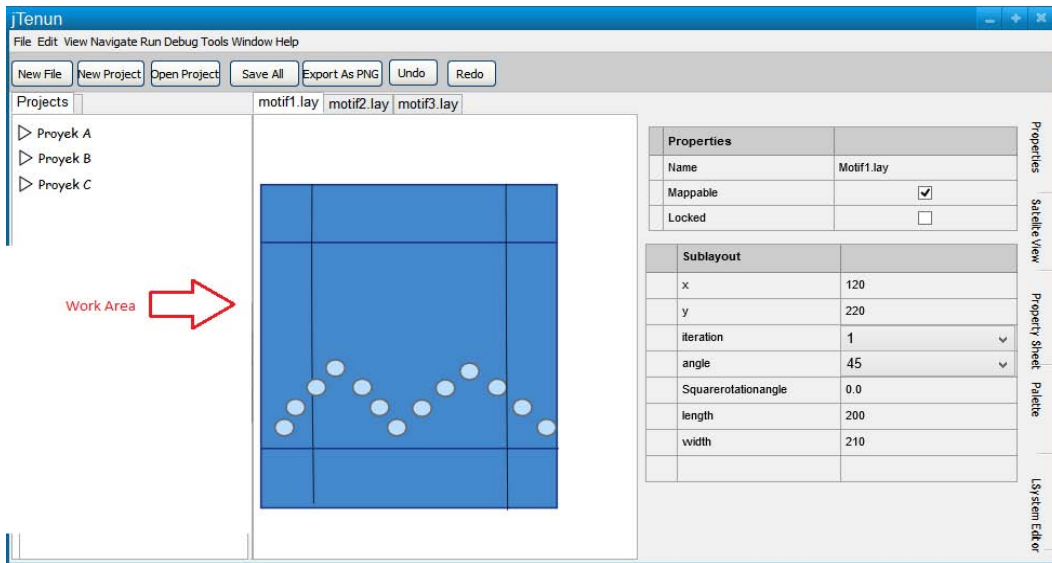 jTenun
File Edit View Navigate Run Debug Tools Window Help
New File New Project Open Project Save All Export As PNG Undo Redo
Projects
Proyek A
Proyek B
Proyek C
Work Area
motif1.lay motif2.lay motif3.lay
Properties
Name Motif1.lay
Mappable
Locked
Sublayout
x 120
y 220
iteration 1
angle 45
Squarerotationangle 0.0
length 200
width 210
Properties
Satelite View
Property Sheet
Palette
LSystem Editor